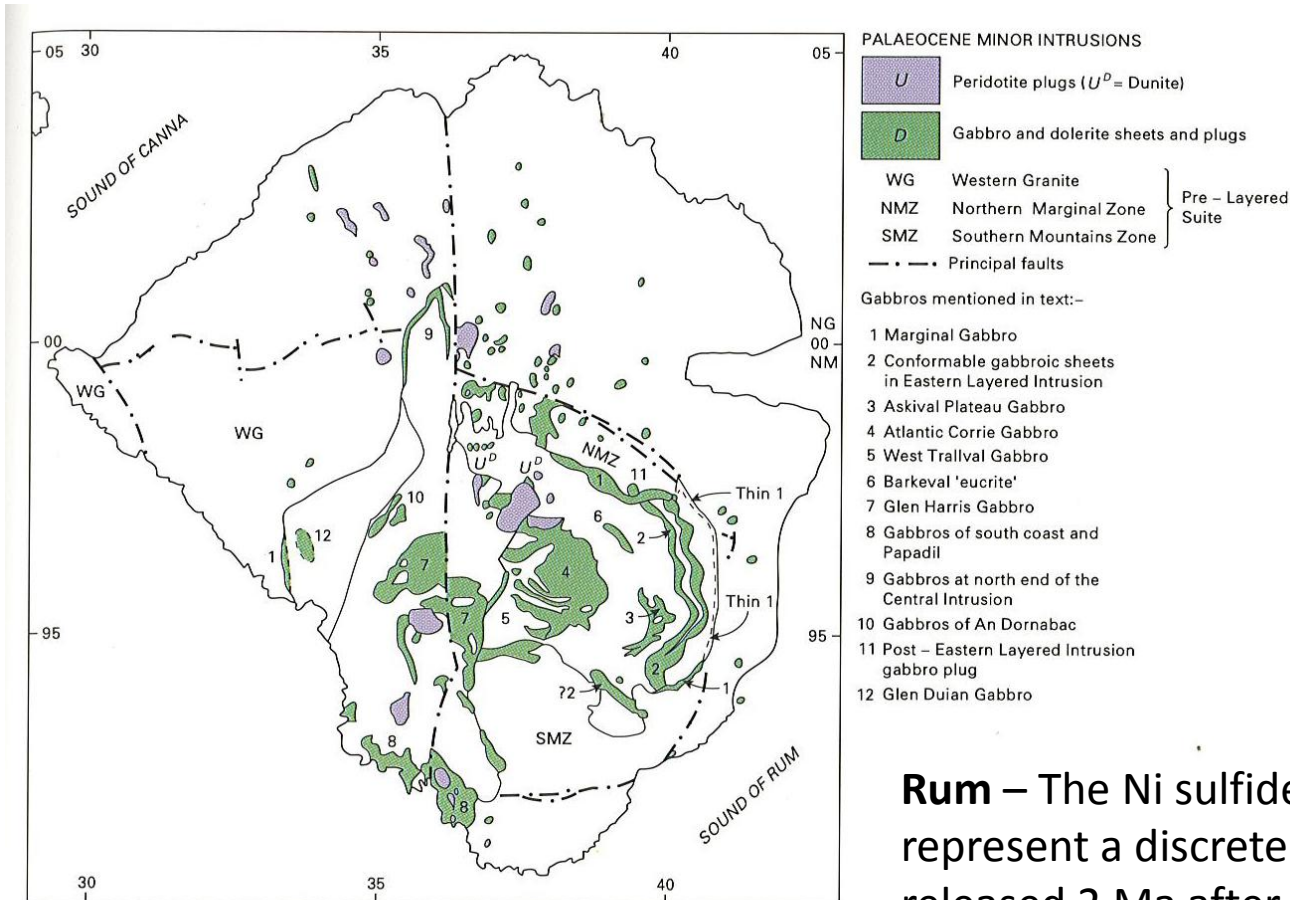 05 30 35 40 05
PALAEOCENE MINOR INTRUSIONS
U Peridotite plugs (Uᴰ = Dunite)
D Gabbro and dolerite sheets and plugs
WG Western Granite
NMZ Northern Marginal Zone
SMZ Southern Mountains Zone
Pre – Layered
Suite
Principal faults
Gabbros mentioned in text:–
1 Marginal Gabbro
2 Conformable gabbroic sheets
in Eastern Layered Intrusion
3 Askival Plateau Gabbro
4 Atlantic Corrie Gabbro
5 West Trallval Gabbro
6 Barkeval 'eucrite'
7 Glen Harris Gabbro
8 Gabbros of south coast and
Papadil
9 Gabbros at north end of the
Central Intrusion
10 Gabbros of An Dornabac
11 Post – Eastern Layered Intrusion
gabbro plug
12 Glen Duian Gabbro
SOUND OF CANNA
00
9
NG
00
NM
WG
WG
NMZ
Uᴰ Uᴰ
1 11
Thin 1
10
6
2
12
1
7
4
Thin 1
7
5
3
95
95
2
?2
1
8
SMZ
8
SOUND OF RUM
30 35 40
Rum – The Ni sulfide
represent a discrete
released ? Ma after